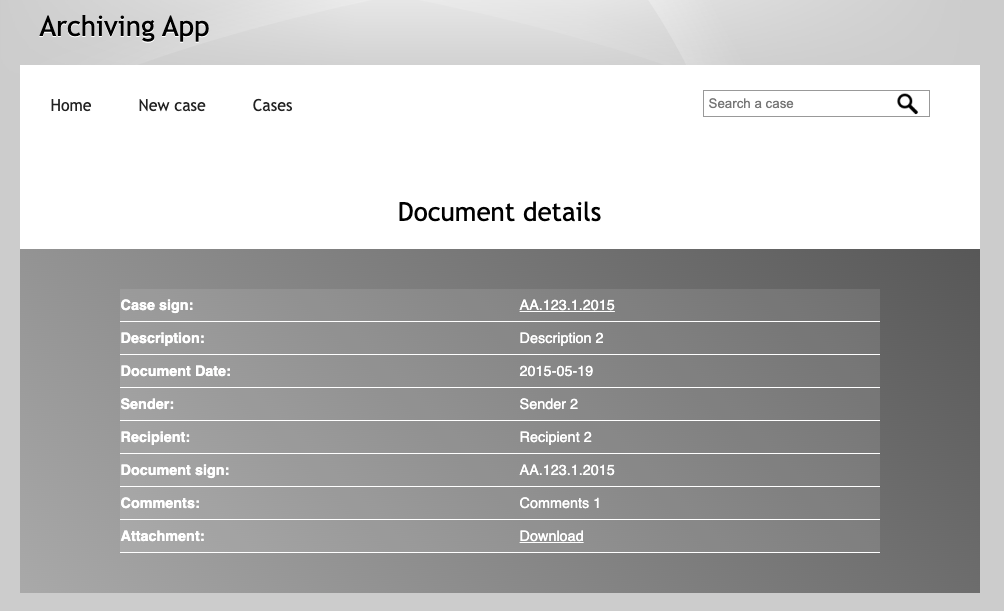 Archiving App
Home New case Cases Search a case
Document details
Case sign: AA.123.1.2015
Description: Description 2
Document Date: 2015-05-19
Sender: Sender 2
Recipient: Recipient 2
Document sign: AA.123.1.2015
Comments: Comments 1
Attachment: Download